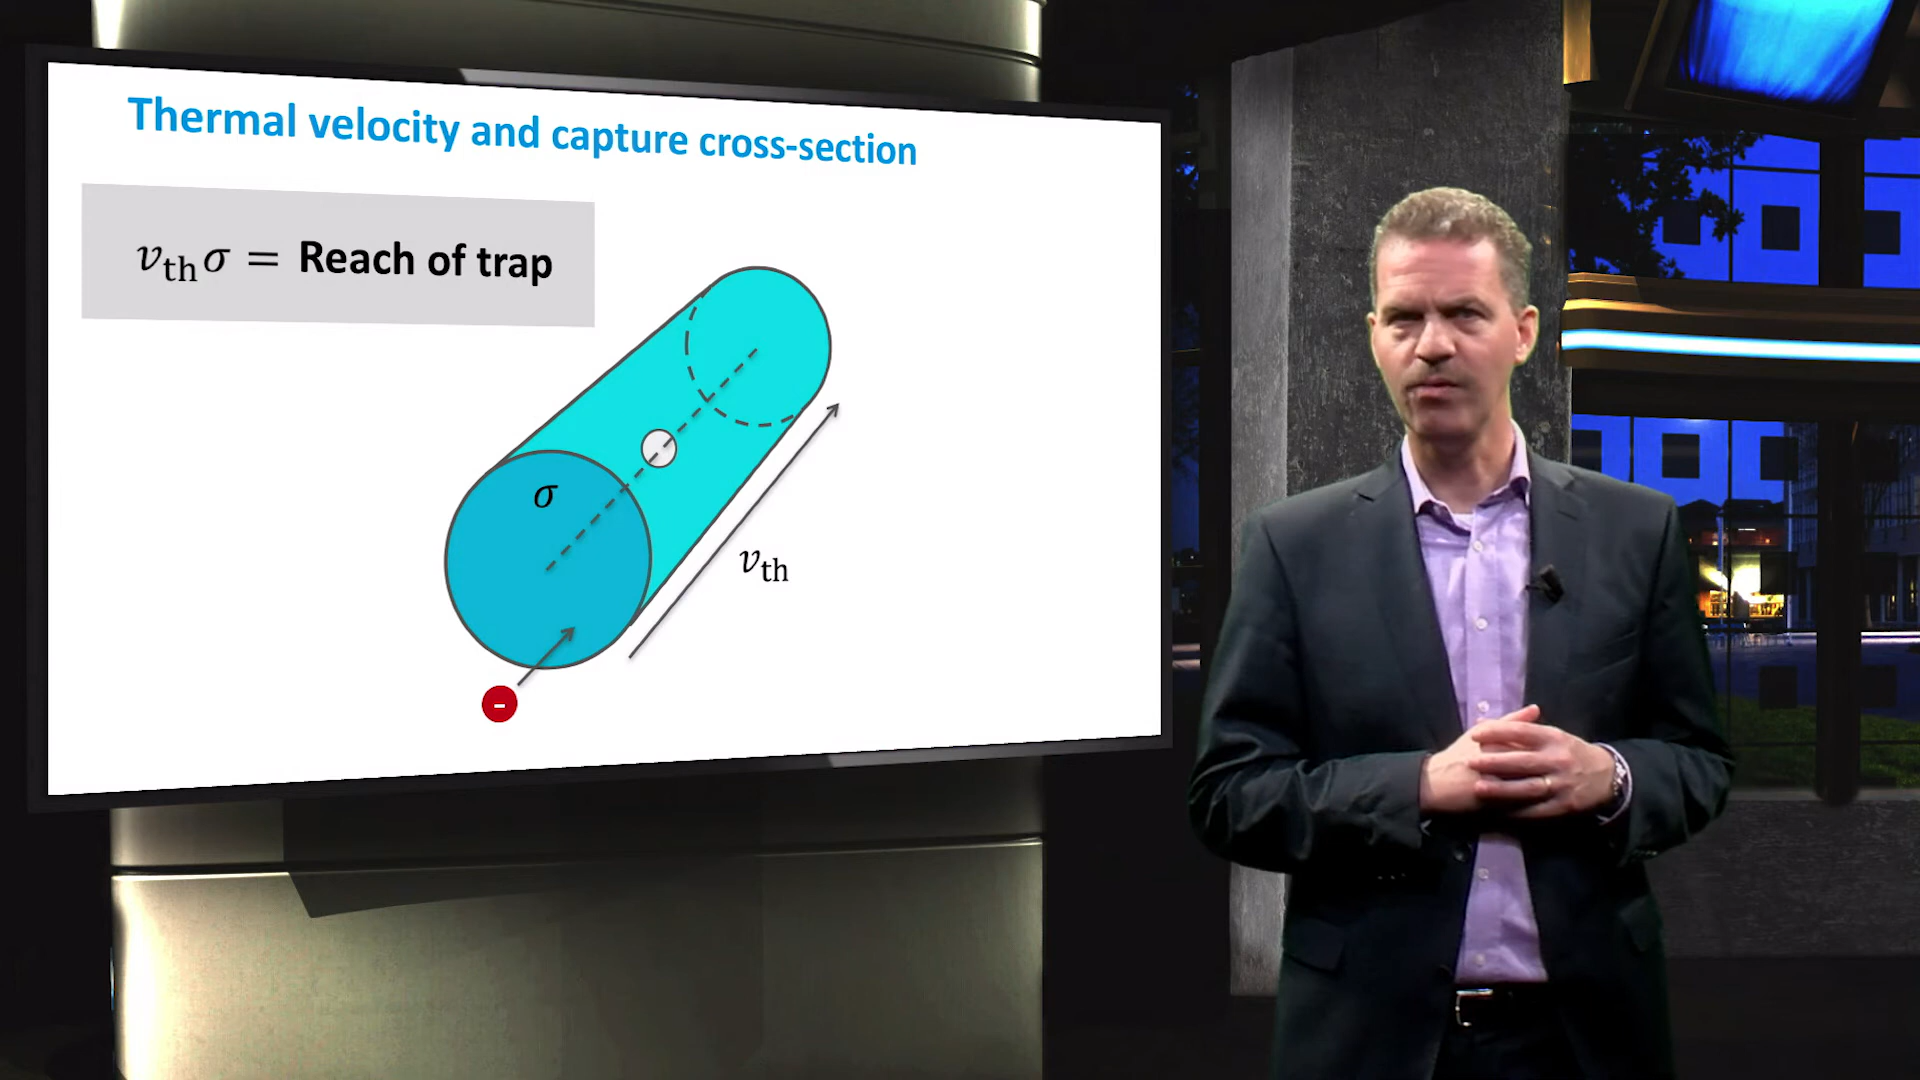 Thermal velocity and capture cross-section
v_th σ = Reach of trap
σ
v_th
-